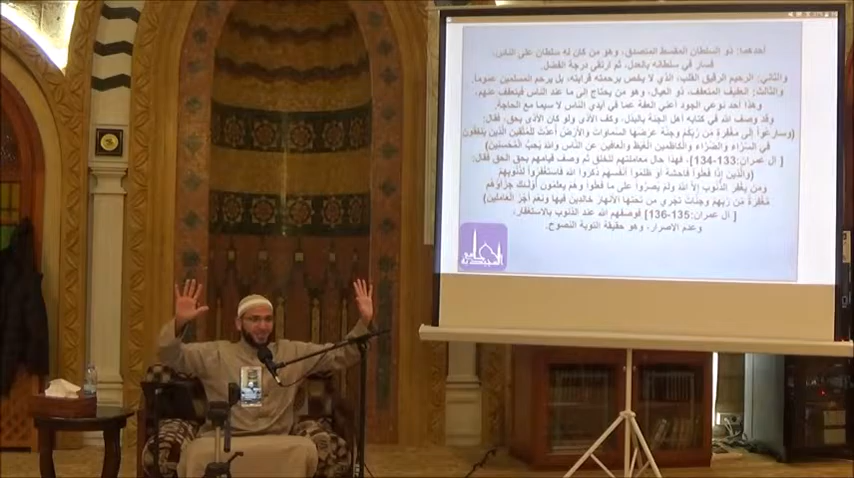 أحدهما: ذو السلطان المقسط المتصدق، وهو من كان له سلطان على الناس،
فسار في سلطانه بالعدل، ثم ارتقى درجة الفضل.
والثاني: الرحيم الرقيق القلب، الذي لا يخص برحمته قرابته، بل يرحم المسلمين عموما.
والثالث: العفيف المتعفف، ذو العيال، وهو من يحتاج إلى ما عند الناس فيتعفف عنهم،
وهذا أحد نوعي الجود أعني العفة عما في أيدي الناس لا سيما مع الحاجة.
وقد وصف الله في كتابه أهل الجنة بالبذل، وكف الأذى ولو كان الأذى بحق، فقال:
(وسارعوا إلى مغفرة من ربكم وجنة عرضها السماوات والأرض أعدت للمتقين الذين ينفقون
في السراء والضراء والكاظمين الغيظ والعافين عن الناس والله يحب المحسنين)
[ آل عمران: 133-134]. فهذا حال معاملتهم للخلق ثم وصف قيامهم بحق الحق فقال:
(والذين إذا فعلوا فاحشة أو ظلموا أنفسهم ذكروا الله فاستغفروا لذنوبهم
ومن يغفر الذنوب إلا الله ولم يصروا على ما فعلوا وهم يعلمون أولئك جزاؤهم
مغفرة من ربهم وجنات تجري من تحتها الأنهار خالدين فيها ونعم أجر العاملين)
[ آل عمران: 135-136] فوصفهم الله عند الذنوب بالاستغفار،
وعدم الاصرار، وهو حقيقة التوبة النصوح.
جامع